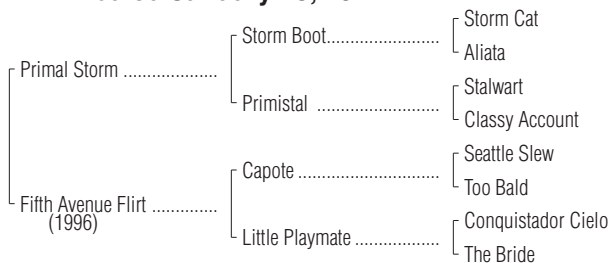 Storm Cat
Storm Boot........................
Aliata
Primal Storm ...................
Stalwart
Primistal ..........................
Classy Account
Seattle Slew
Capote ..............................
Too Bald
Fifth Avenue Flirt .............
(1996)
Conquistador Cielo
Little Playmate .................
The Bride